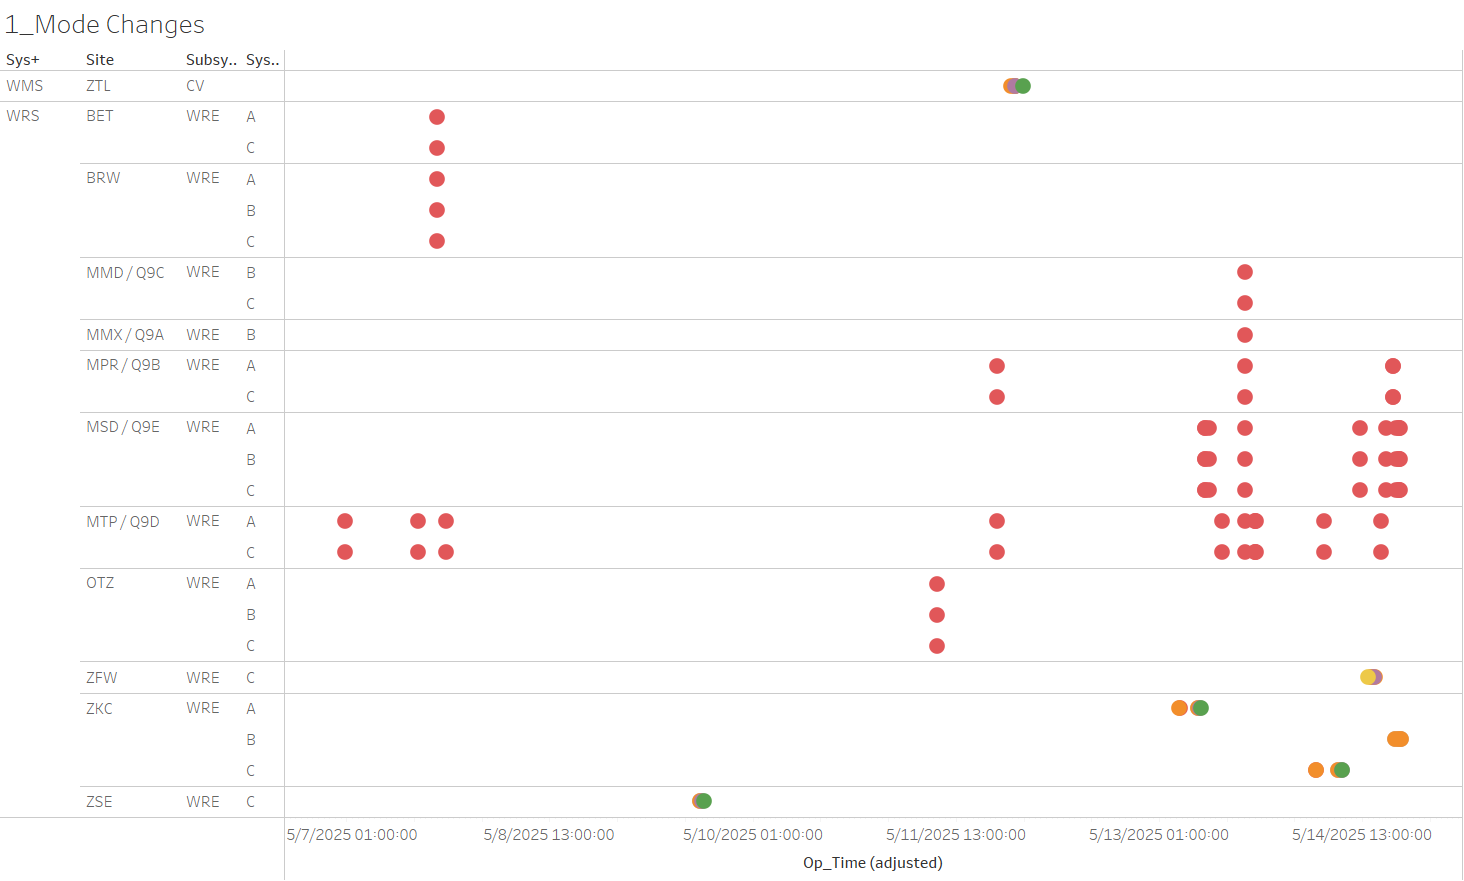 1_Mode Changes
Sys+ Site Subsy.. Sys..
WMS ZTL CV
WRS BET WRE A
C
BRW WRE A
B
C
MMD / Q9C WRE B
C
MMX / Q9A WRE B
MPR / Q9B WRE A
C
MSD / Q9E WRE A
B
C
MTP / Q9D WRE A
C
OTZ WRE A
B
C
ZFW WRE C
ZKC WRE A
B
C
ZSE WRE C
5/7/2025 01:00:00 5/8/2025 13:00:00 5/10/2025 01:00:00 5/11/2025 13:00:00 5/13/2025 01:00:00 5/14/2025 13:00:00
Op_Time (adjusted)